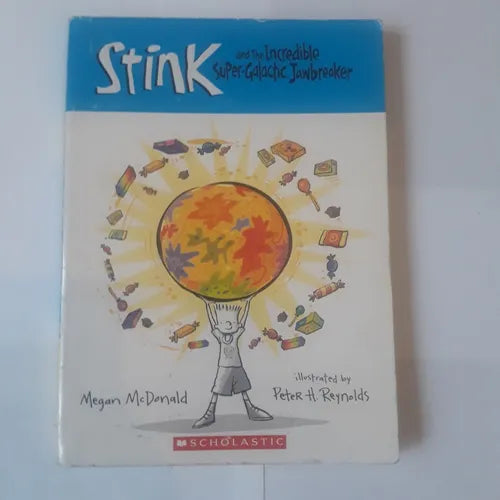 Stink
and The Incredible
Super-Galactic Jawbreaker
Megan McDonald
illustrated by
Peter H. Reynolds
SCHOLASTIC